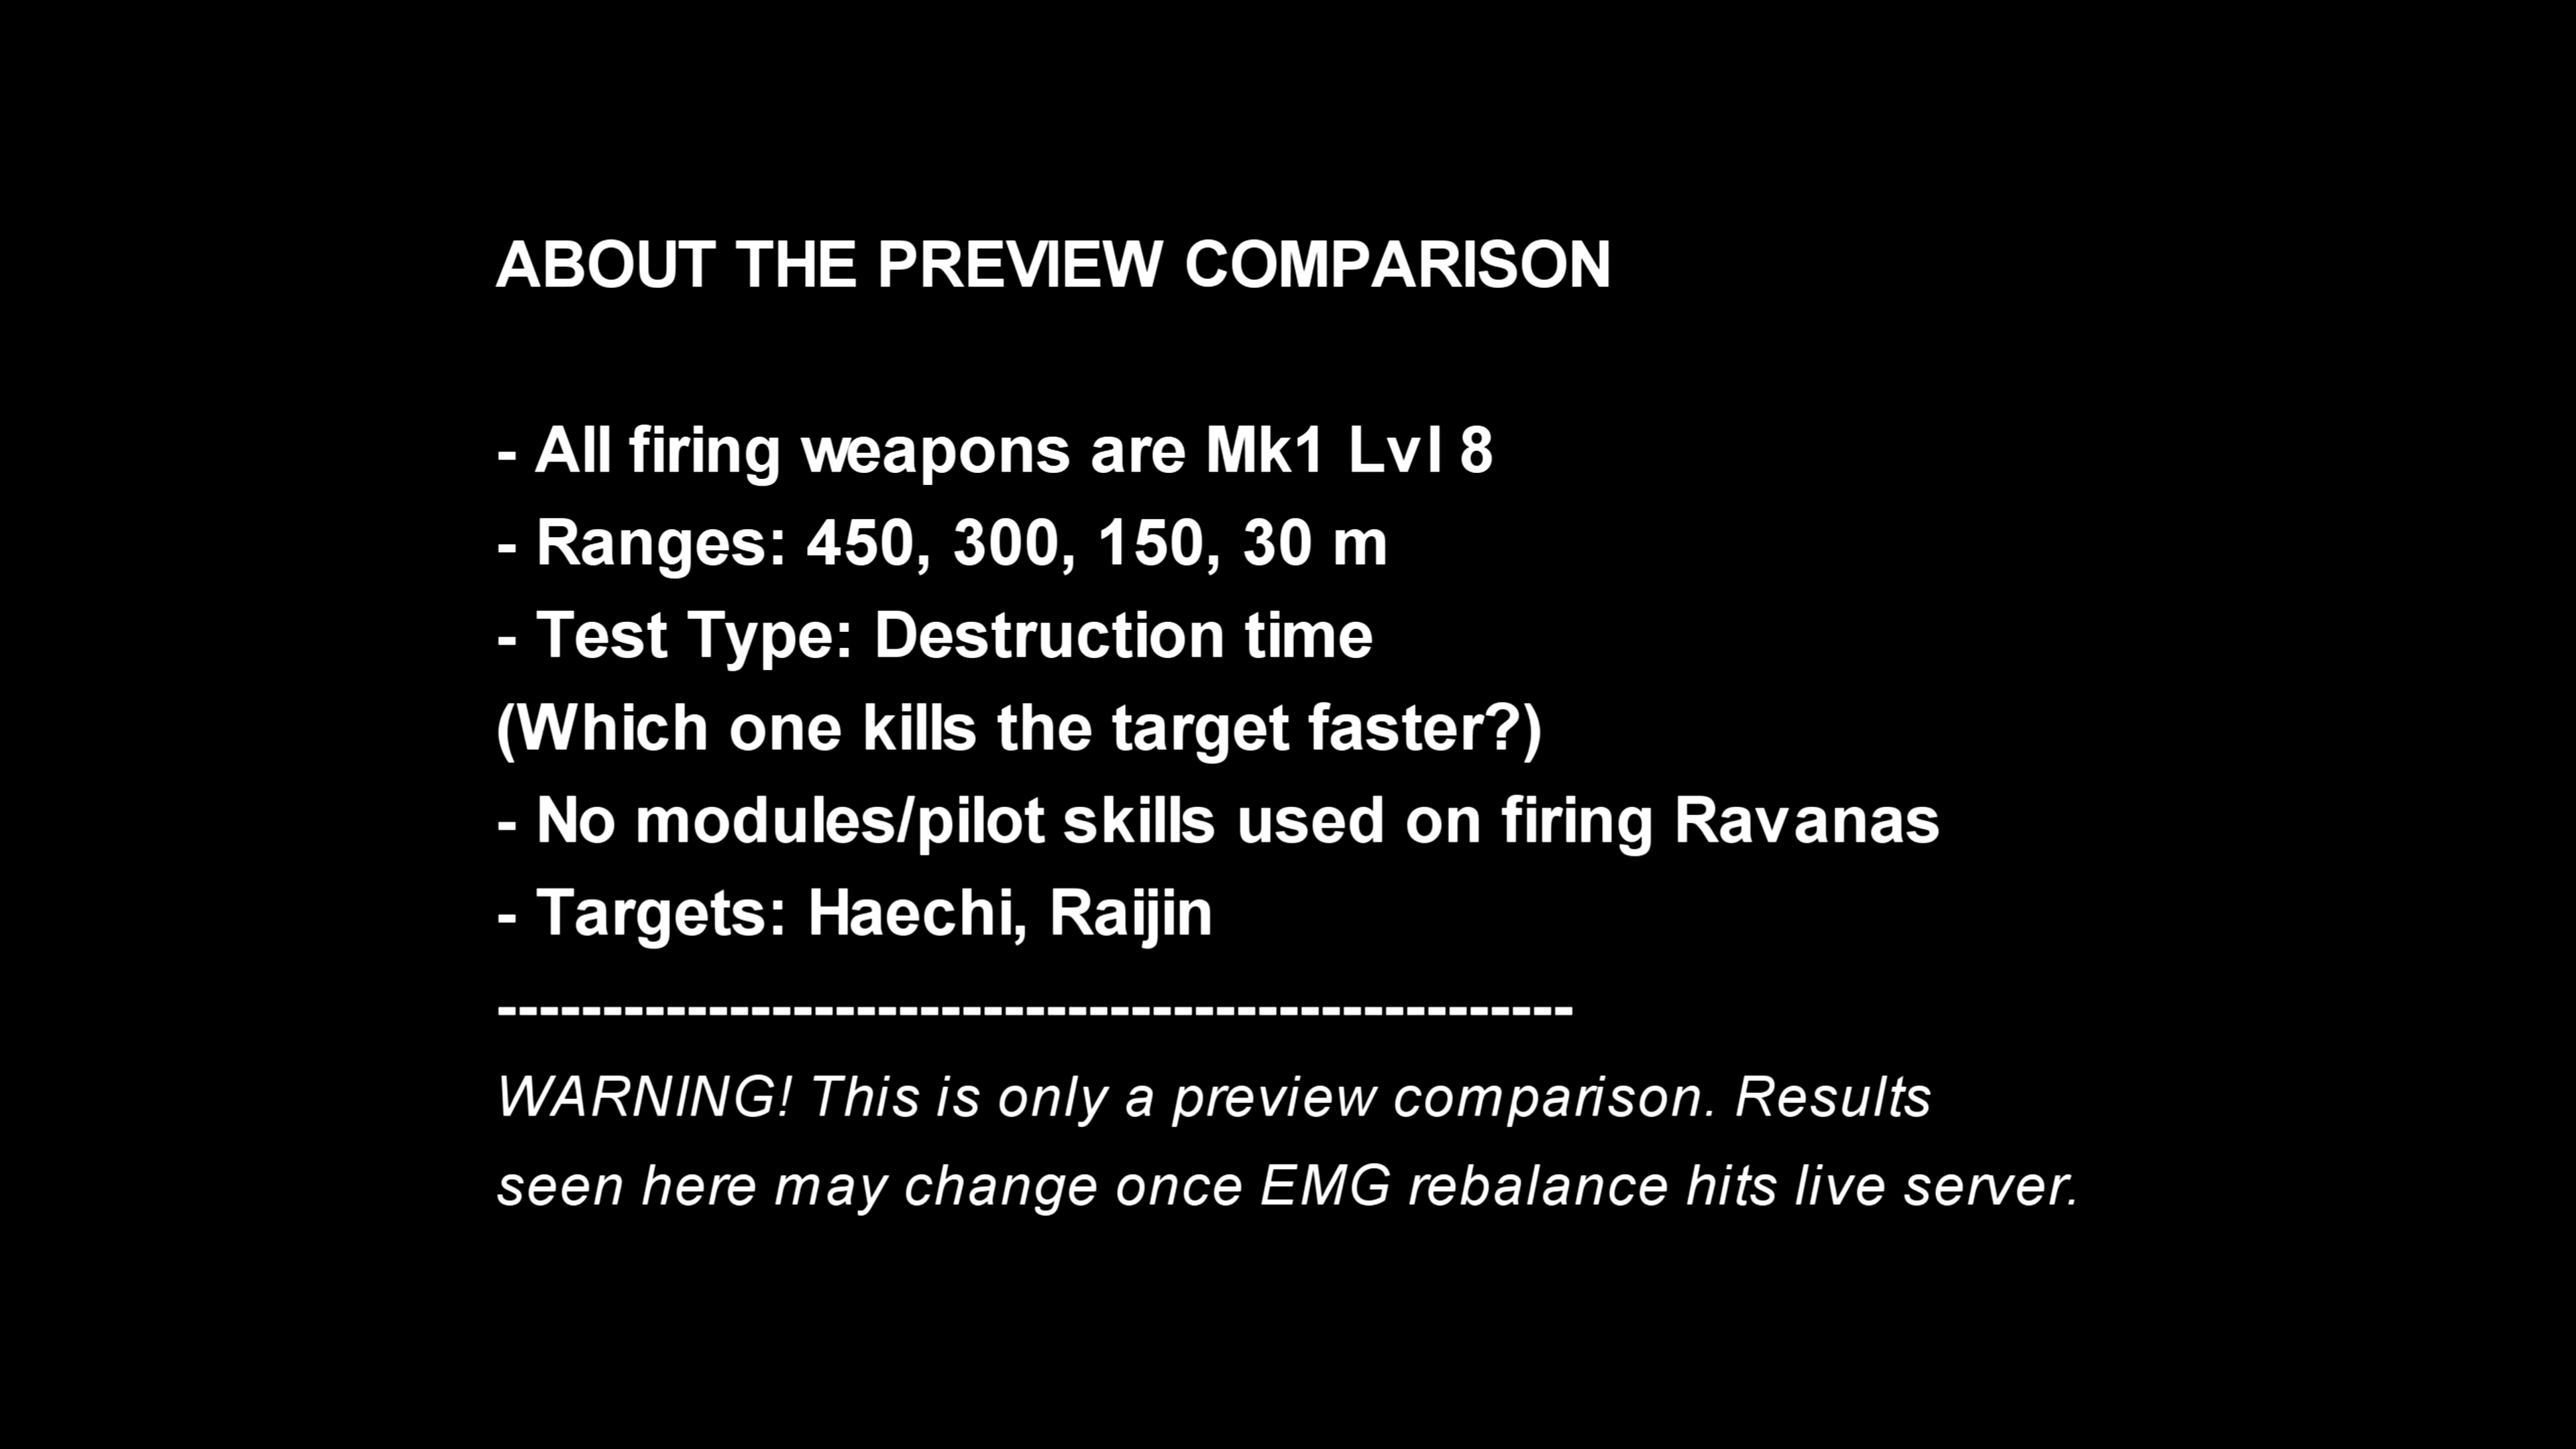 ABOUT THE PREVIEW COMPARISON
- All firing weapons are Mk1 Lvl 8
- Ranges: 450, 300, 150, 30 m
- Test Type: Destruction time
(Which one kills the target faster?)
- No modules/pilot skills used on firing Ravanas
- Targets: Haechi, Raijin
---------------------------------------------------
WARNING! This is only a preview comparison. Results
seen here may change once EMG rebalance hits live server.